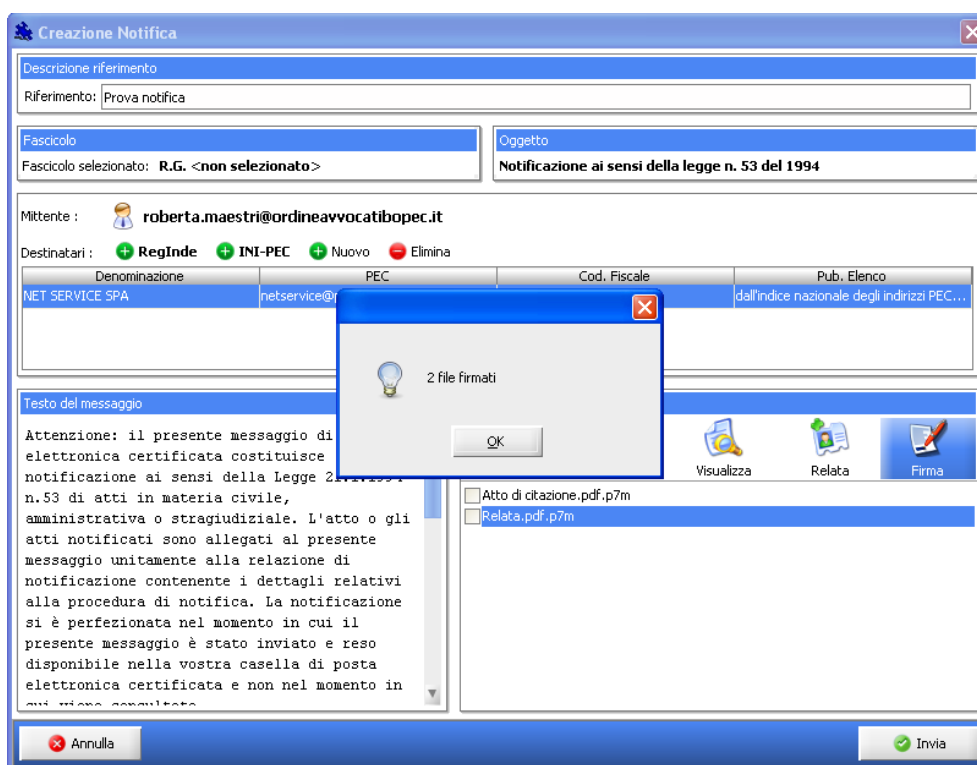 Creazione Notifica
Descrizione riferimento
Riferimento: Prova notifica
Fascicolo
Fascicolo selezionato: R.G. <non selezionato>
Oggetto
Notificazione ai sensi della legge n. 53 del 1994
Mittente : roberta.maestri@ordineavvocatibopec.it
Destinatari : RegInde INI-PEC Nuovo Elimina
Denominazione PEC Cod. Fiscale Pub. Elenco
NET SERVICE SPA netservice@ dall'indice nazionale degli indirizzi PEC...
2 file firmati
OK
Testo del messaggio
Attenzione: il presente messaggio di
elettronica certificata costituisce
notificazione ai sensi della Legge
n.53 di atti in materia civile,
amministrativa o stragiudiziale. L'atto o gli
atti notificati sono allegati al presente
messaggio unitamente alla relazione di
notificazione contenente i dettagli relativi
alla procedura di notifica. La notificazione
si è perfezionata nel momento in cui il
presente messaggio è stato inviato e reso
disponibile nella vostra casella di posta
elettronica certificata e non nel momento in
Visualizza Relata Firma
Atto di citazione.pdf.p7m
Relata.pdf.p7m
Annulla Invia